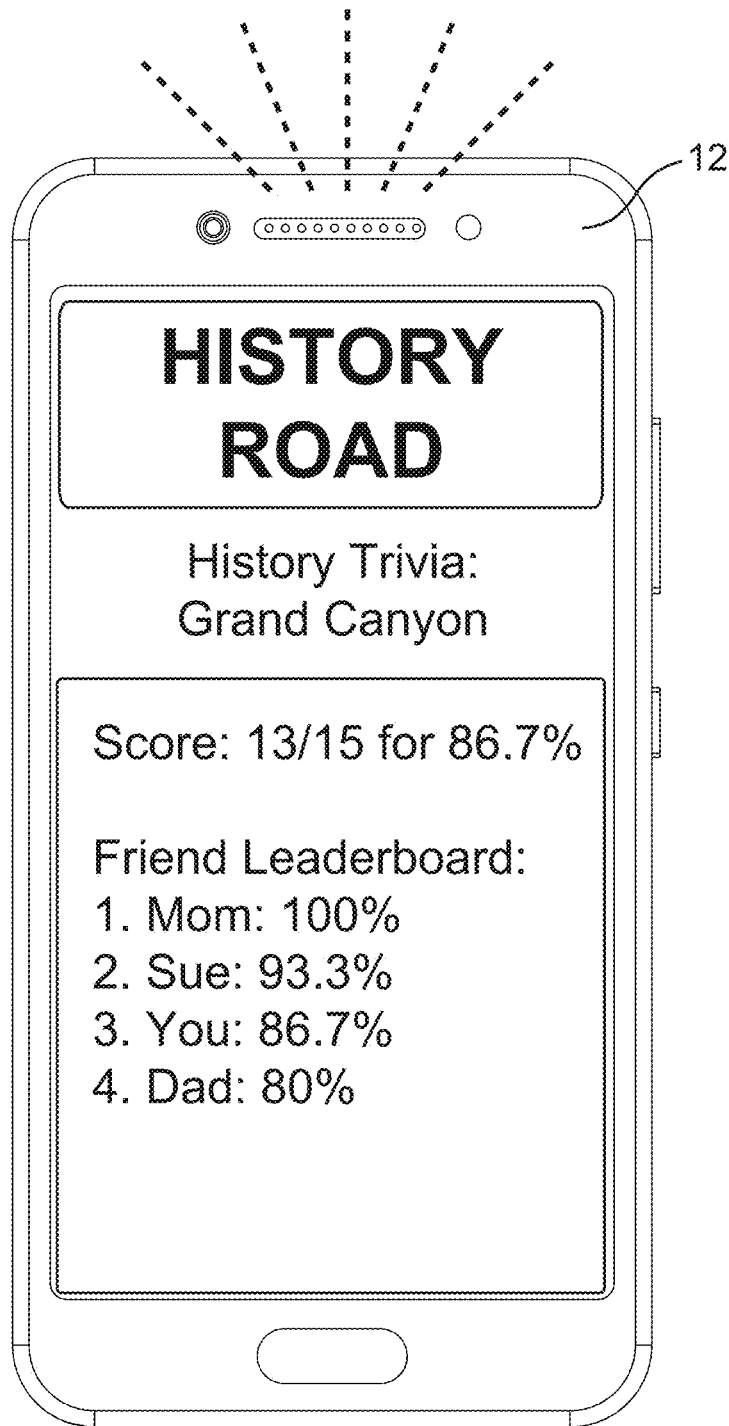 12
HISTORY
ROAD
History Trivia:
Grand Canyon
Score: 13/15 for 86.7%
Friend Leaderboard:
1. Mom: 100%
2. Sue: 93.3%
3. You: 86.7%
4. Dad: 80%